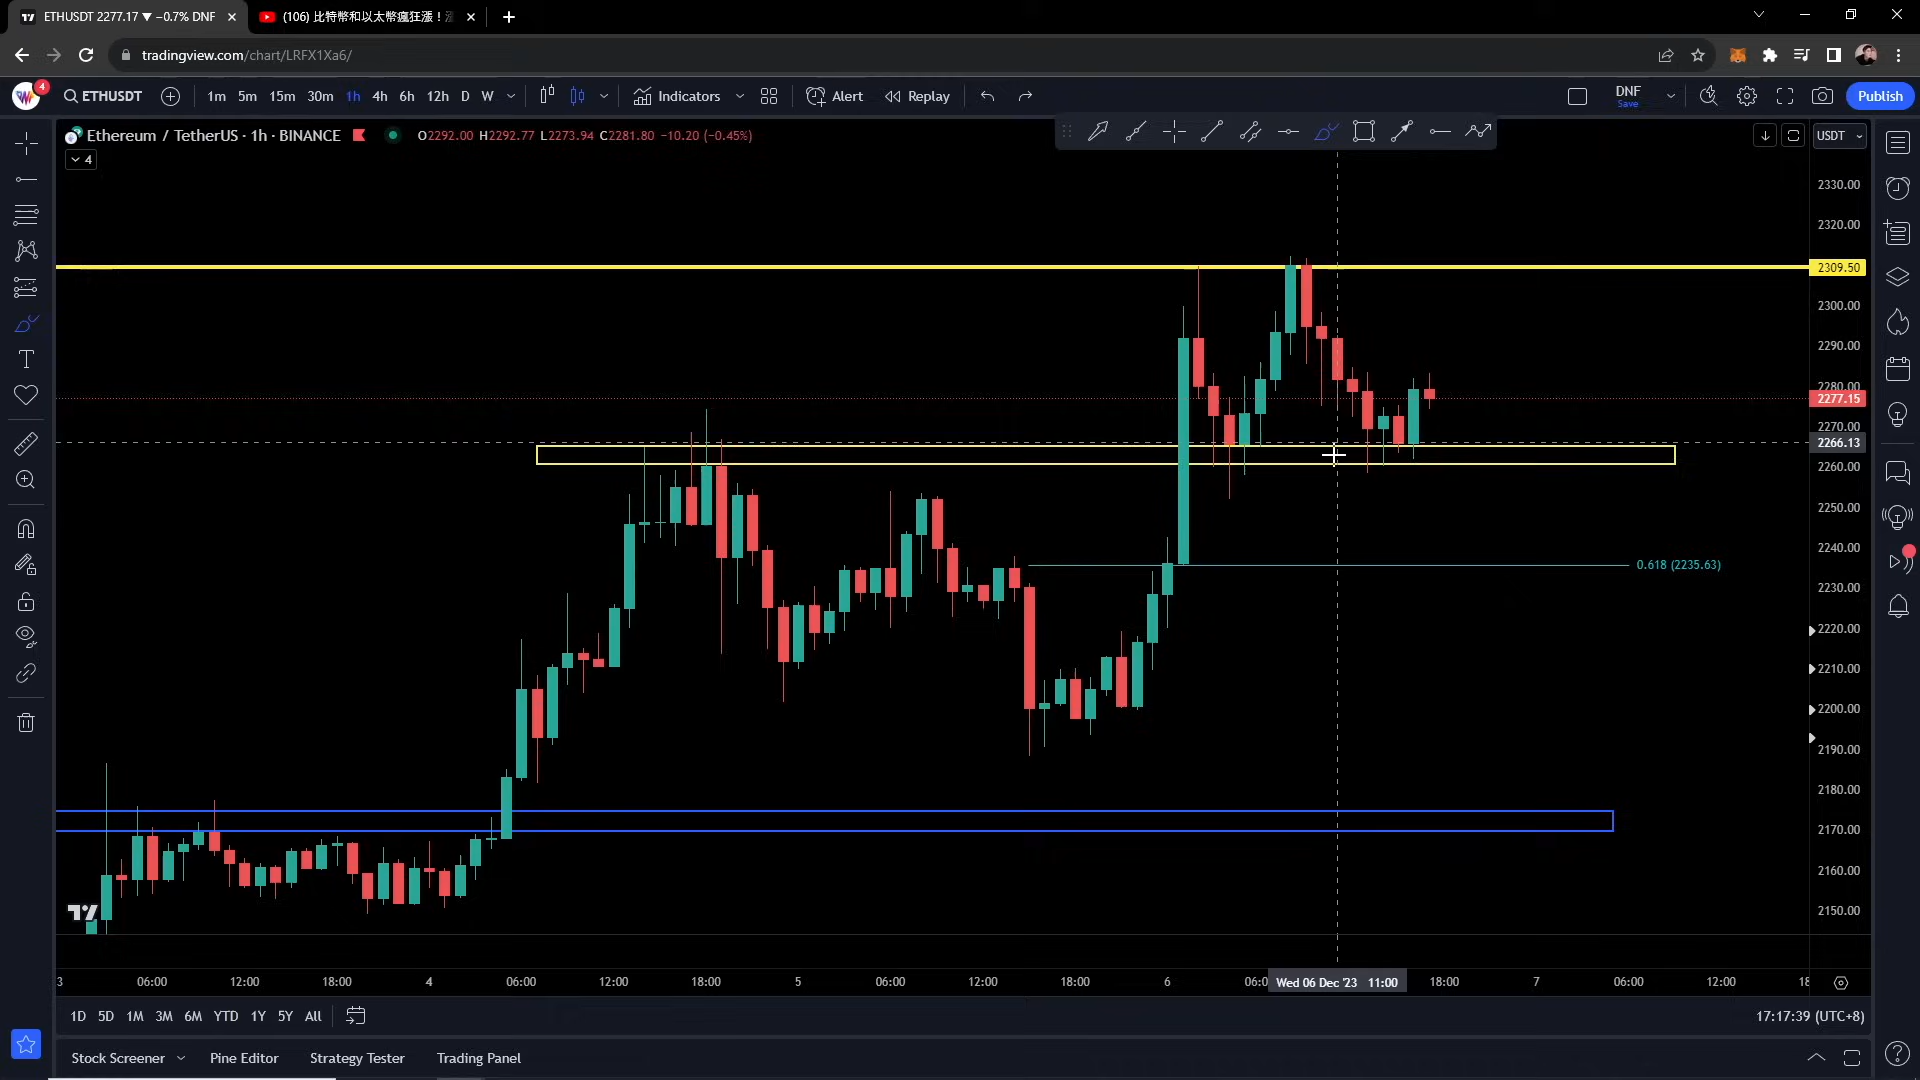 ETHUSDT 2277.17 ▼ −0.7% DNF
(106) 比特幣和以太幣瘋狂漲！
tradingview.com/chart/LRFX1Xa6/
4
ETHUSDT
1m 5m 15m 30m 1h 4h 6h 12h D W
Indicators
Alert
Replay
DNF
Save
Publish
Ethereum / TetherUS · 1h · BINANCE
O2292.00 H2292.77 L2273.94 C2281.80 −10.20 (−0.45%)
USDT
4
2330.00
2320.00
2309.50
2300.00
2290.00
2280.00
2277.15
2270.00
2266.13
2260.00
2250.00
2240.00
0.618 (2235.63)
2230.00
2220.00
2210.00
2200.00
2190.00
2180.00
2170.00
2160.00
2150.00
3 06:00 12:00 18:00 4 06:00 12:00 18:00 5 06:00 12:00 18:00 6 06:0 Wed 06 Dec '23 11:00 18:00 7 06:00 12:00 18
1D 5D 1M 3M 6M YTD 1Y 5Y All
17:17:39 (UTC+8)
Stock Screener
Pine Editor
Strategy Tester
Trading Panel